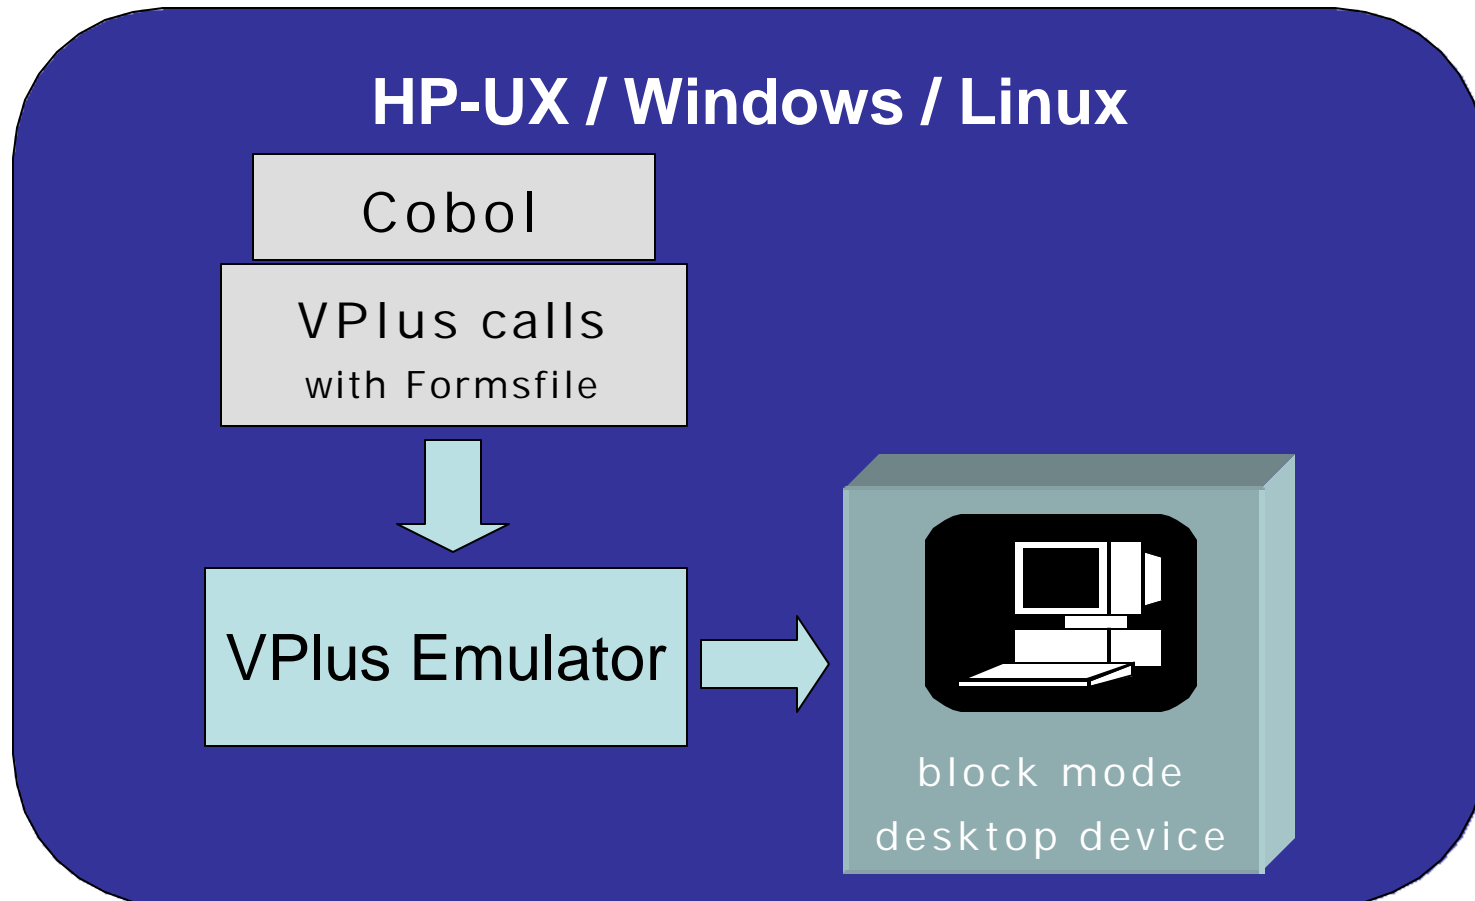 HP-UX / Windows / Linux
Cobol
VPlus calls
with Formsfile
VPlus Emulator
block mode
desktop device